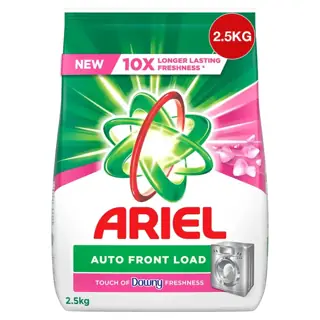 2.5KG
NEW
10X LONGER LASTING
FRESHNESS*
ARIEL
AUTO FRONT LOAD
TOUCH OF Downy FRESHNESS
2.5kg